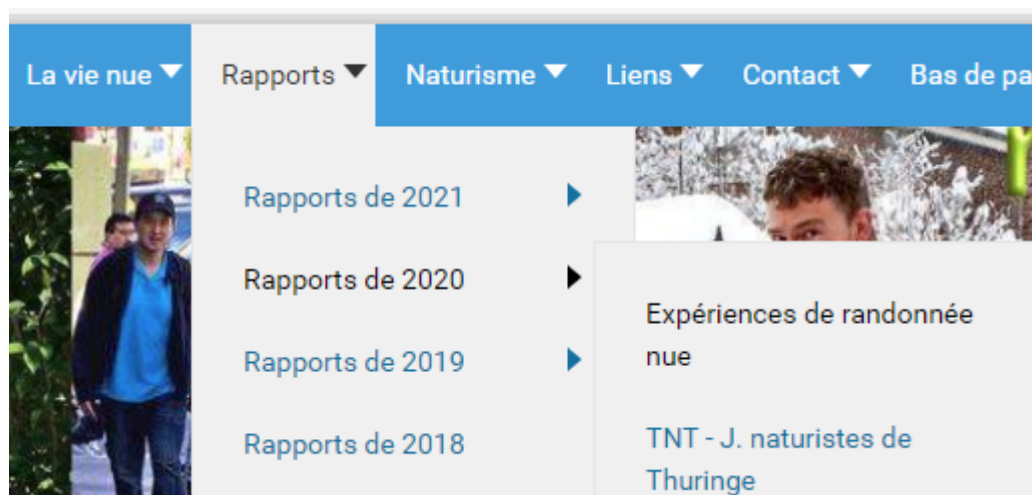 La vie nue Rapports Naturisme Liens Contact Bas de pa
Rapports de 2021
Rapports de 2020
Rapports de 2019
Rapports de 2018
Expériences de randonnée
nue
TNT - J. naturistes de
Thuringe